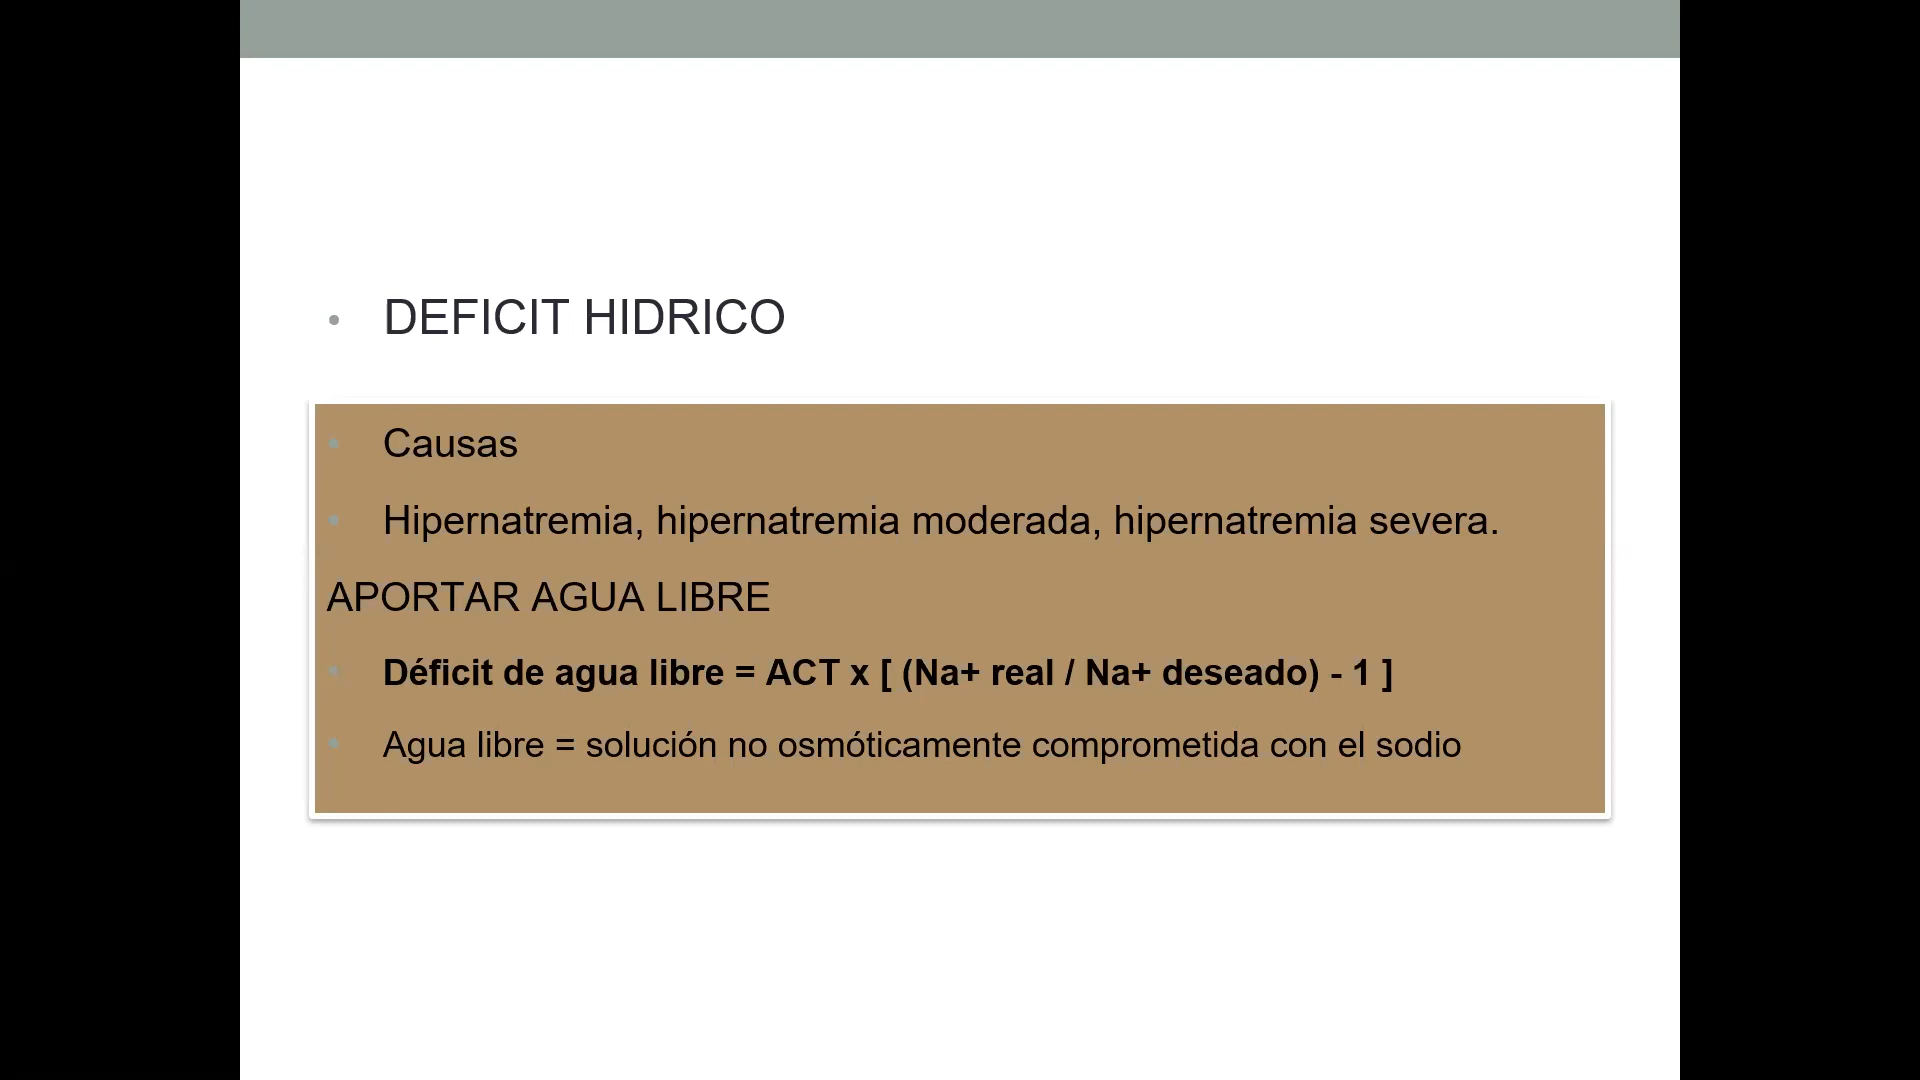 • DEFICIT HIDRICO
• Causas
• Hipernatremia, hipernatremia moderada, hipernatremia severa.
APORTAR AGUA LIBRE
• Déficit de agua libre = ACT x [ (Na+ real / Na+ deseado) - 1 ]
• Agua libre = solución no osmóticamente comprometida con el sodio